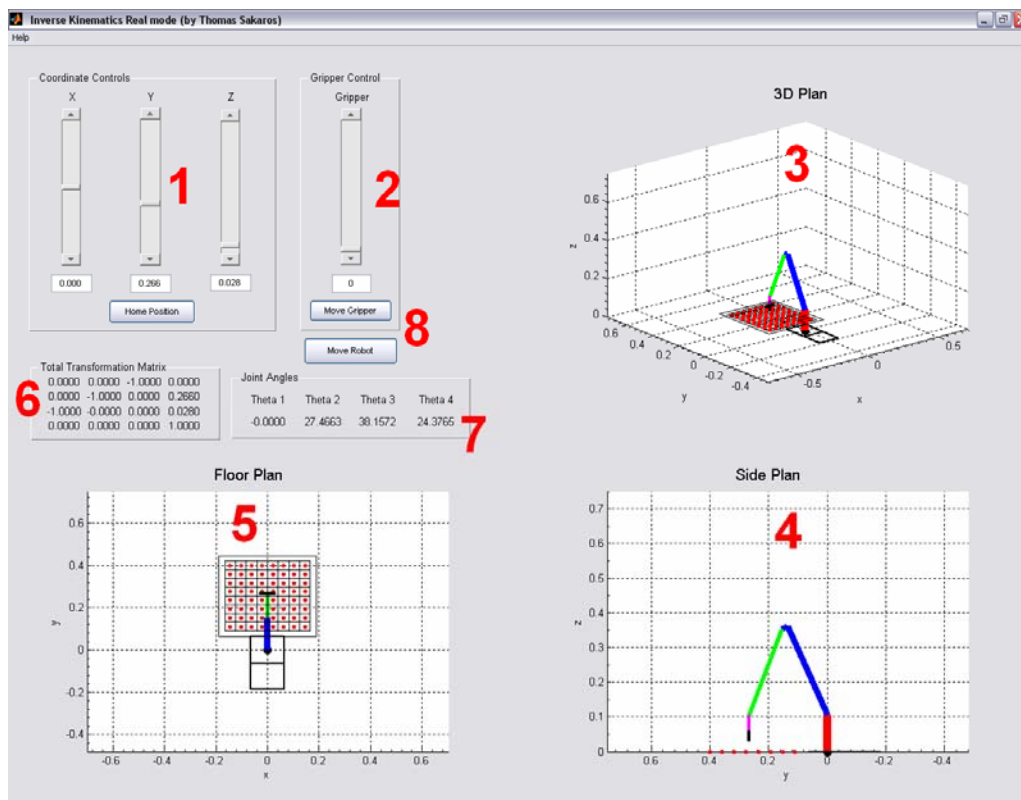 Inverse Kinematics Real mode (by Thomas Sakaros)
Help
Coordinate Controls
X Y Z
1
0.000 0.266 0.028
Home Position
Gripper Control
Gripper
2
0
Move Gripper
8
Move Robot
Total Transformation Matrix
6
0.0000 0.0000 -1.0000 0.0000
0.0000 -1.0000 0.0000 0.2660
-1.0000 -0.0000 0.0000 0.0280
0.0000 0.0000 0.0000 1.0000
Joint Angles
Theta 1 Theta 2 Theta 3 Theta 4
-0.0000 27.4663 38.1572 24.3765
7
3D Plan
3
0.6
0.4
0.2
0
z
0.6 0.4 0.2 0 -0.2 -0.4
y
-0.5 0 0.5
x
Floor Plan
5
0.6
0.4
0.2
0
-0.2
-0.4
y
-0.6 -0.4 -0.2 0 0.2 0.4 0.6
x
Side Plan
4
0.7
0.6
0.5
0.4
0.3
0.2
0.1
0
z
0.4 0.2 0 -0.2 -0.4
y